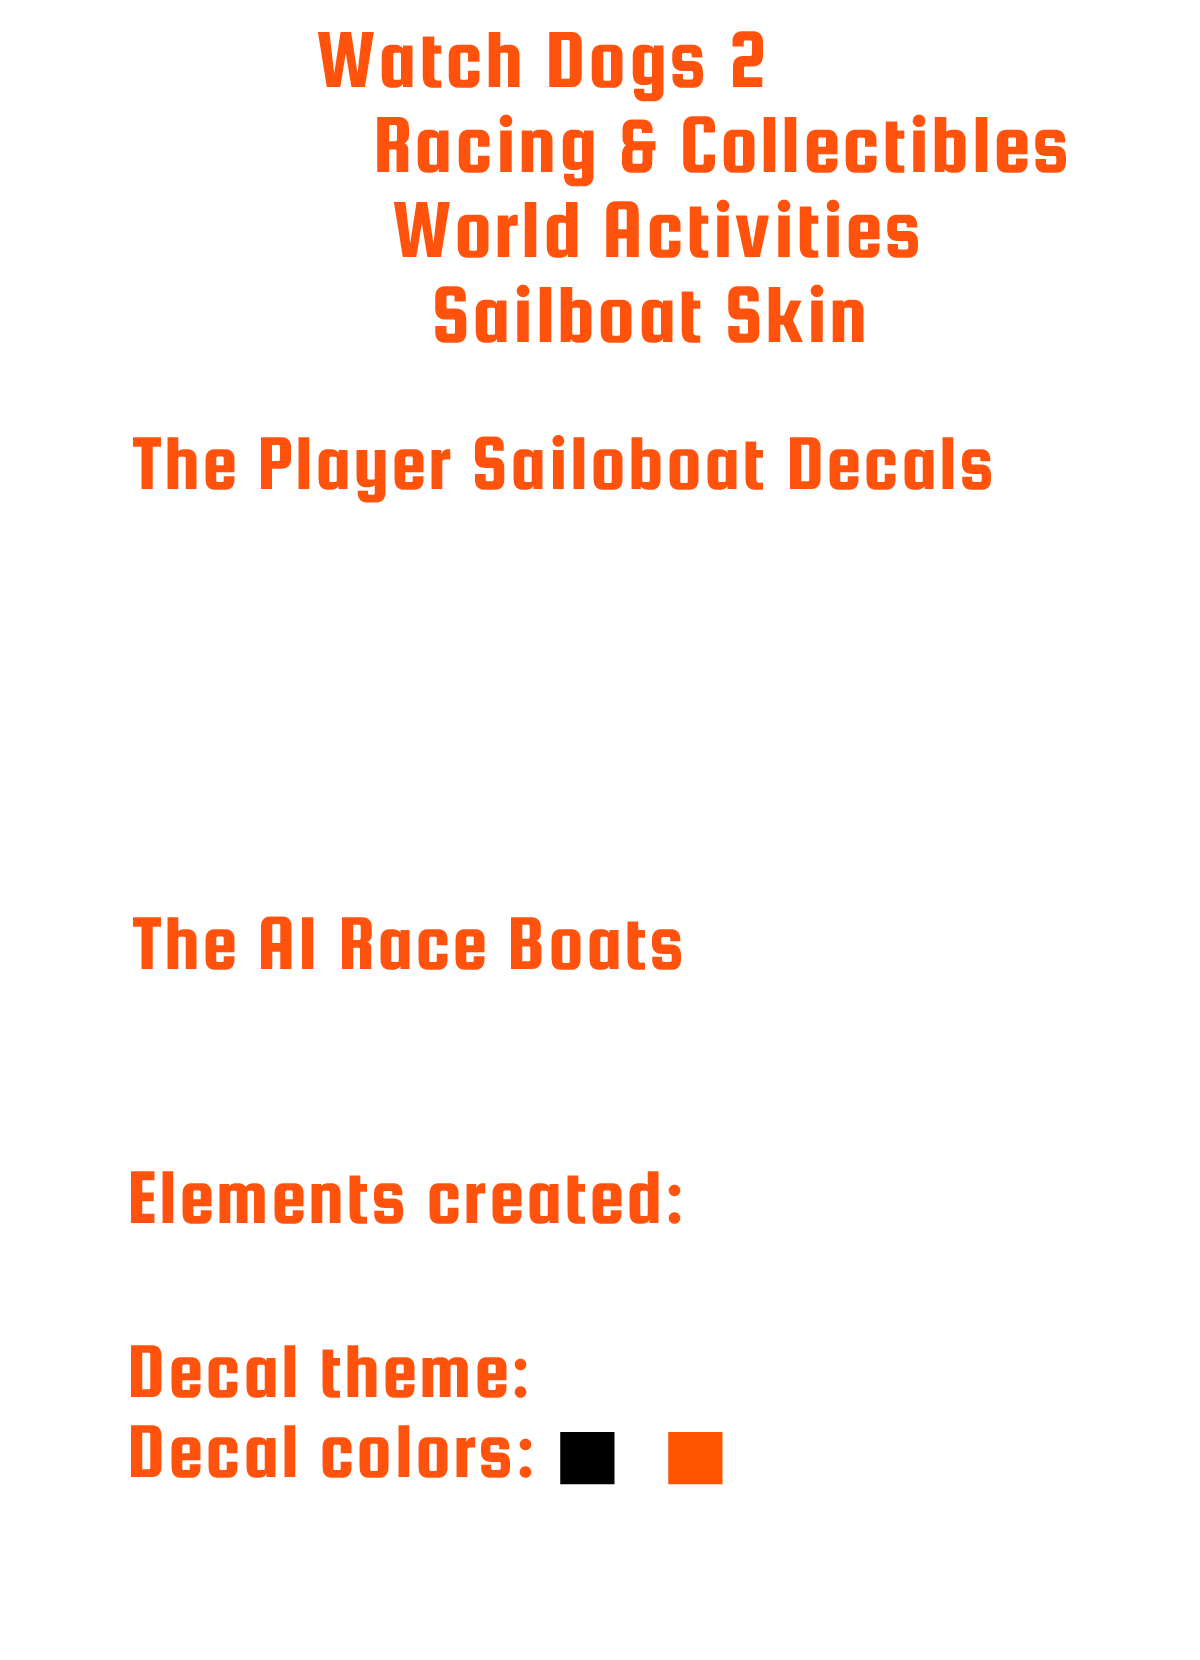 Watch Dogs 2
Racing & Collectibles
World Activities
Sailboat Skin
The Player Sailoboat Decals
The AI Race Boats
Elements created:
Decal theme:
Decal colors: